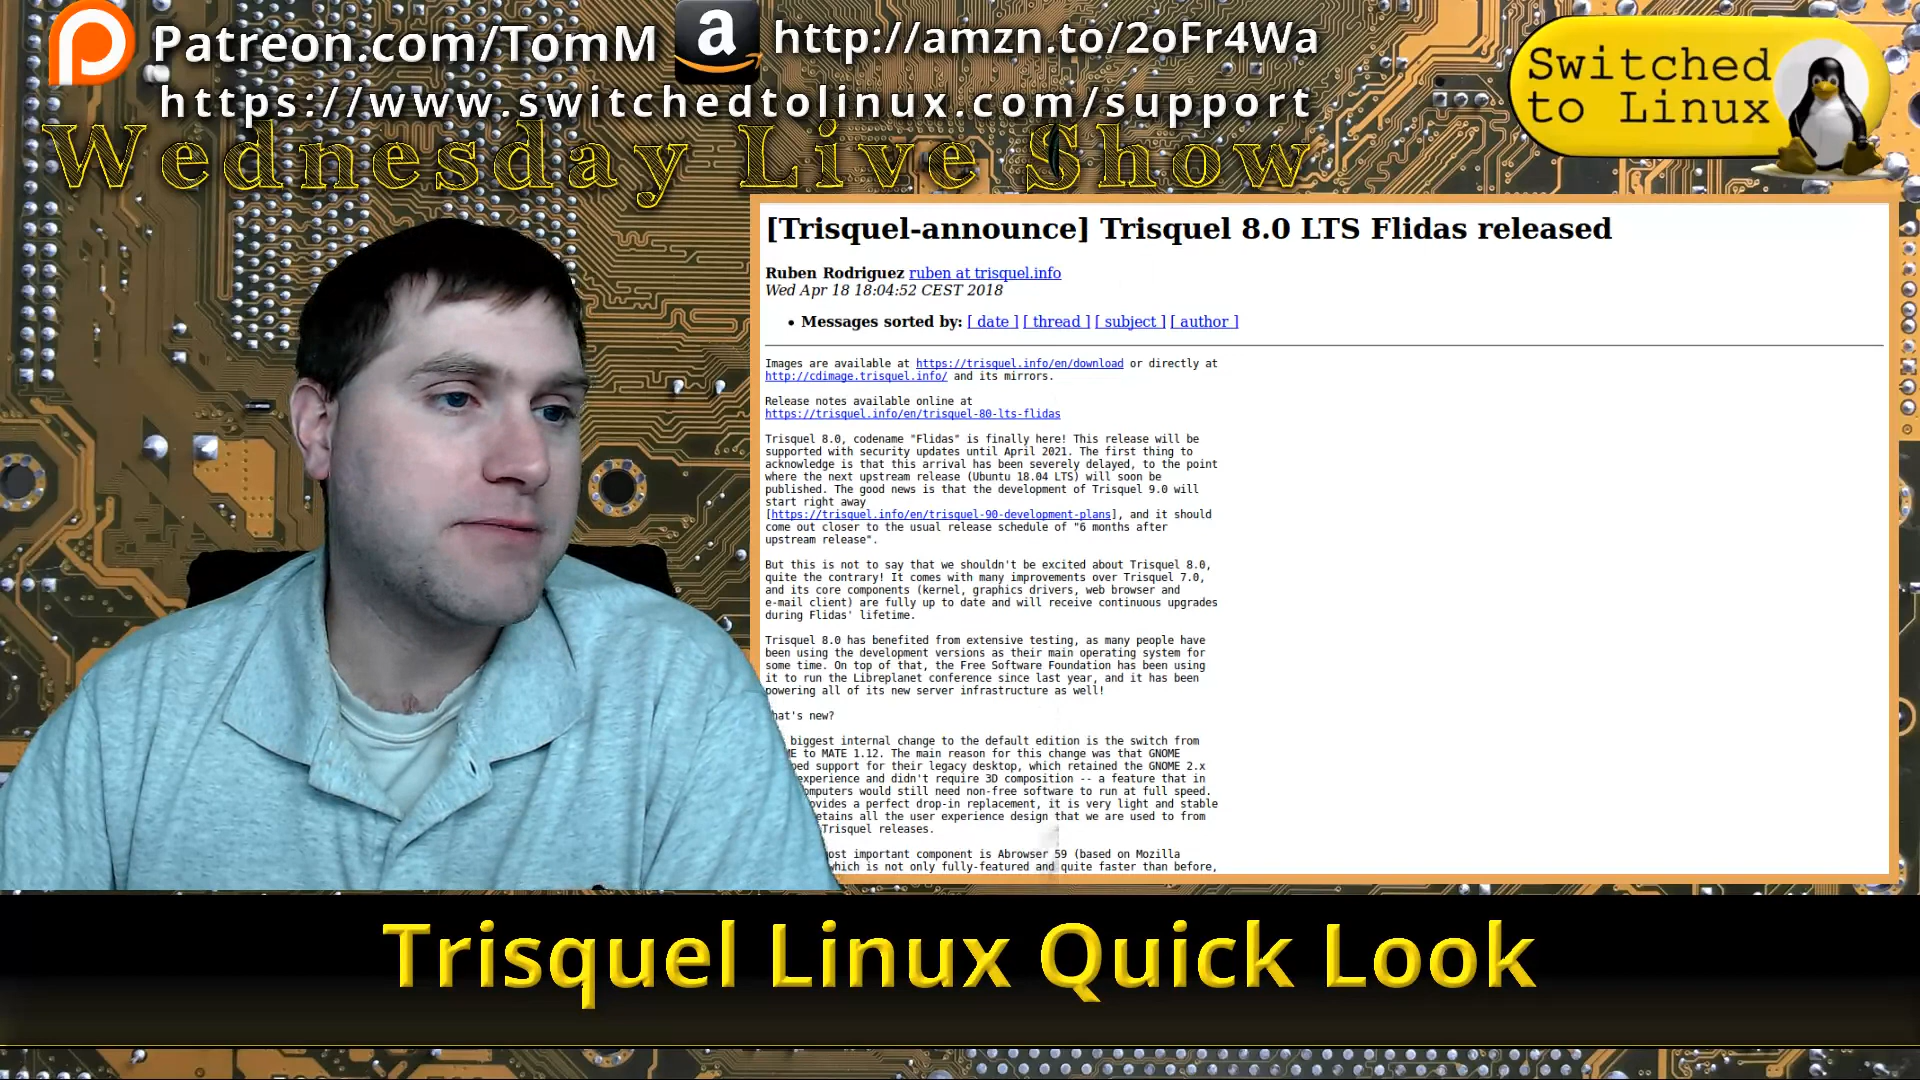 Patreon.com/TomM
a
http://amzn.to/2oFr4Wa
https://www.switchedtolinux.com/support
Wednesday Live Show
Switched
to Linux
[Trisquel-announce] Trisquel 8.0 LTS Flidas released
Ruben Rodriguez ruben at trisquel.info
Wed Apr 18 18:04:52 CEST 2018
• Messages sorted by: [ date ] [ thread ] [ subject ] [ author ]
Images are available at https://trisquel.info/en/download or directly at
http://cdimage.trisquel.info/ and its mirrors.
Release notes available online at
https://trisquel.info/en/trisquel-80-lts-flidas
Trisquel 8.0, codename "Flidas" is finally here! This release will be
supported with security updates until April 2021. The first thing to
acknowledge is that this arrival has been severely delayed, to the point
where the next upstream release (Ubuntu 18.04 LTS) will soon be
published. The good news is that the development of Trisquel 9.0 will
start right away
[https://trisquel.info/en/trisquel-90-development-plans], and it should
come out closer to the usual release schedule of "6 months after
upstream release".
But this is not to say that we shouldn't be excited about Trisquel 8.0,
quite the contrary! It comes with many improvements over Trisquel 7.0,
and its core components (kernel, graphics drivers, web browser and
e-mail client) are fully up to date and will receive continuous upgrades
during Flidas' lifetime.
Trisquel 8.0 has benefited from extensive testing, as many people have
been using the development versions as their main operating system for
some time. On top of that, the Free Software Foundation has been using
it to run the Libreplanet conference since last year, and it has been
powering all of its new server infrastructure as well!
hat's new?
biggest internal change to the default edition is the switch from
ME to MATE 1.12. The main reason for this change was that GNOME
ped support for their legacy desktop, which retained the GNOME 2.x
experience and didn't require 3D composition -- a feature that in
omputers would still need non-free software to run at full speed.
ovides a perfect drop-in replacement, it is very light and stable
etains all the user experience design that we are used to from
Trisquel releases.
ost important component is Abrowser 59 (based on Mozilla
which is not only fully-featured and quite faster than before,
Trisquel Linux Quick Look